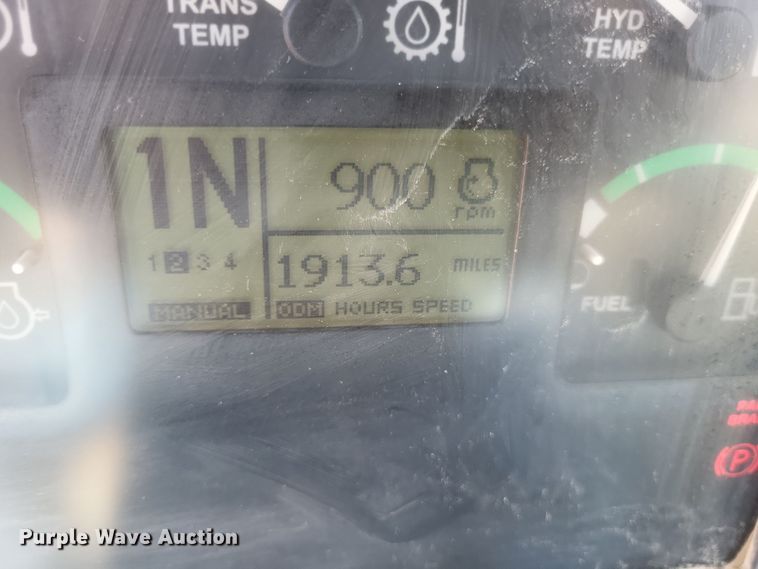 TRANS
TEMP
HYD
TEMP
1N
900
rpm
1 2 3 4
1913.6 MILES
MANUAL ODM HOURS SPEED
FUEL
P
Purple Wave Auction